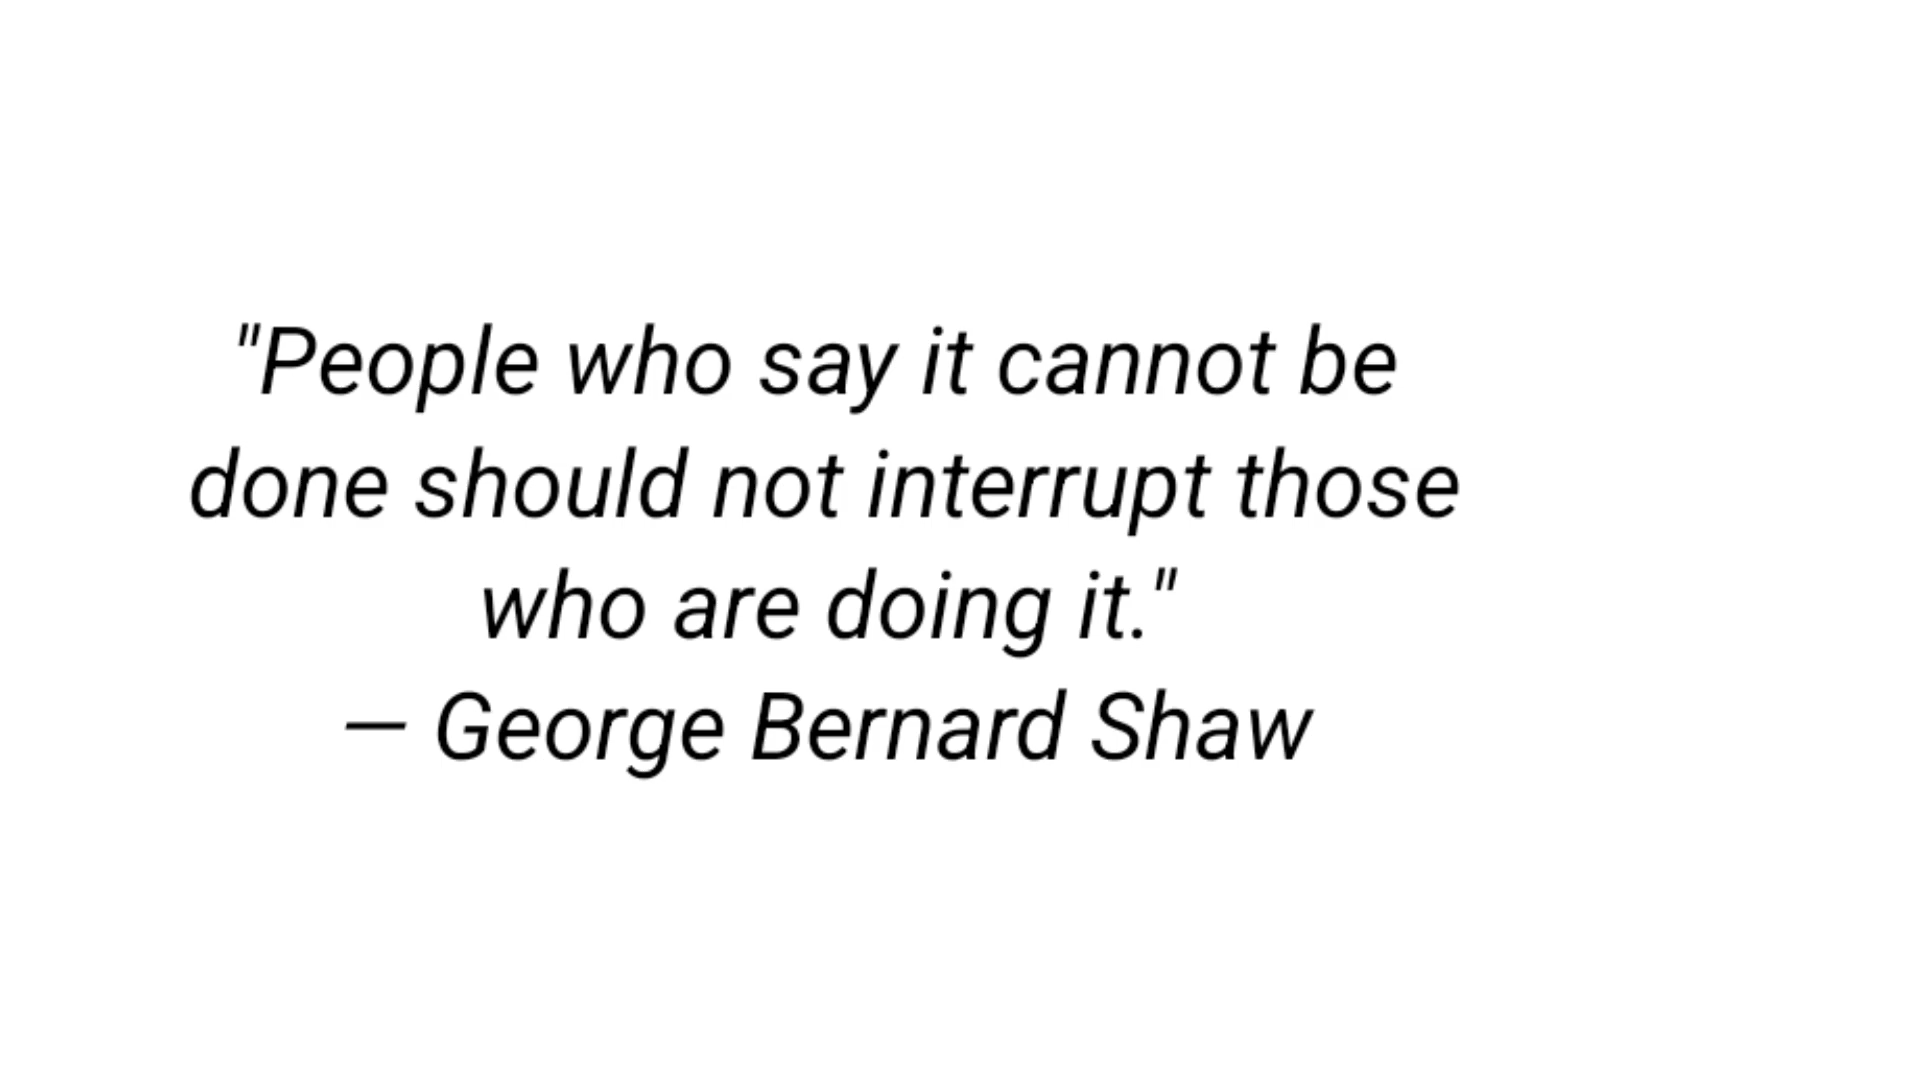 "People who say it cannot be
done should not interrupt those
who are doing it."
— George Bernard Shaw